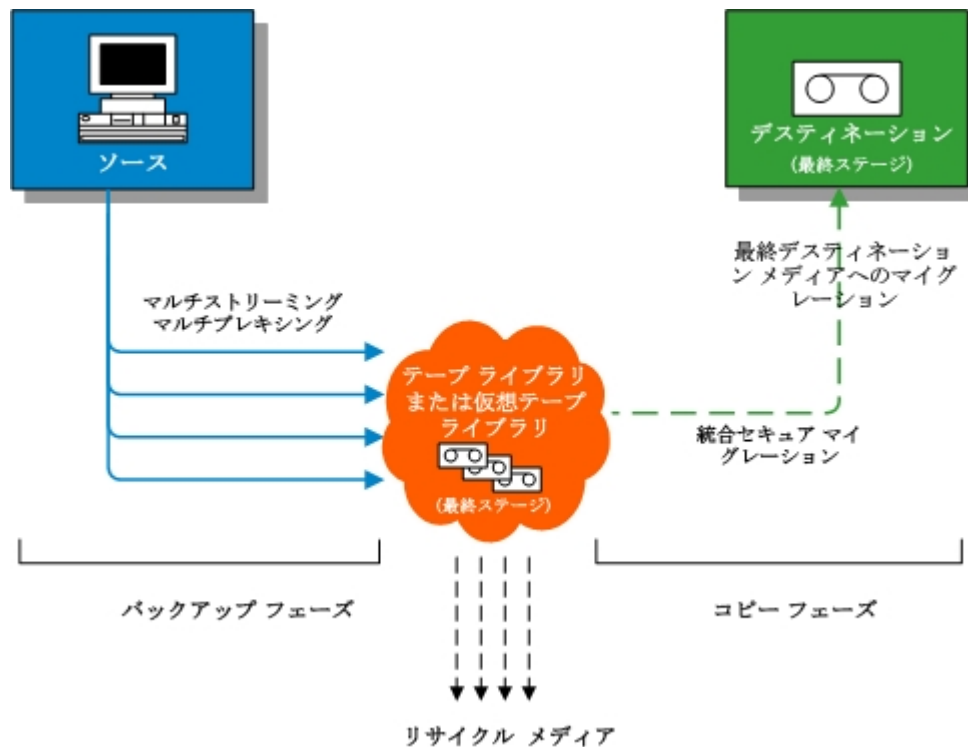 ソース
デスティネーション
(最終ステージ)
最終デスティネーショ
ン メディアへのマイグ
レーション
マルチストリーミング
マルチプレキシング
テープ ライブラリ
または仮想テープ
ライブラリ
(最終ステージ)
統合セキュア マイ
グレーション
バックアップ フェーズ
コピー フェーズ
リサイクル メディア